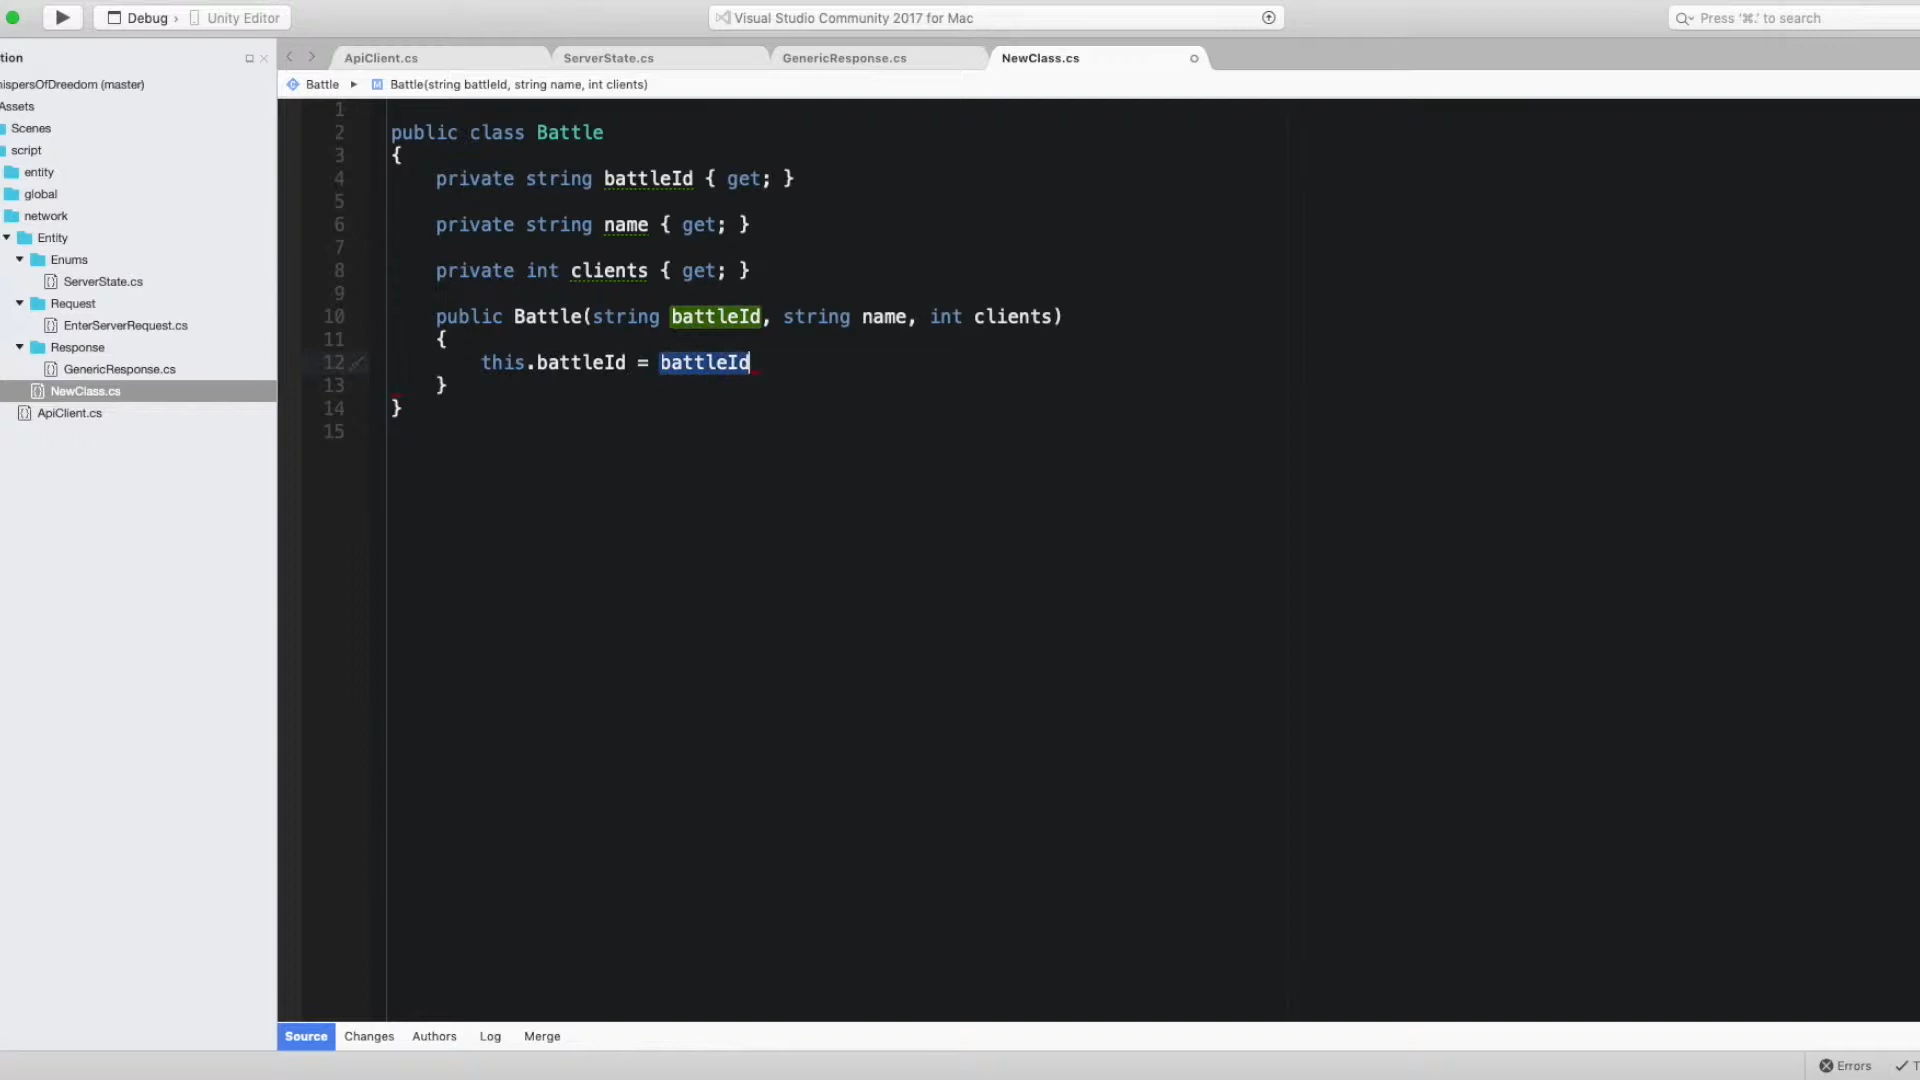 Debug › Unity Editor
Visual Studio Community 2017 for Mac
Press '⌘.' to search
tion
ApiClient.cs
ServerState.cs
GenericResponse.cs
NewClass.cs
hispersOfDreedom (master)
Battle ▸ Battle(string battleId, string name, int clients)
Assets
Scenes
script
entity
global
network
Entity
Enums
ServerState.cs
Request
EnterServerRequest.cs
Response
GenericResponse.cs
NewClass.cs
ApiClient.cs
1
2 public class Battle
3 {
4 private string battleId { get; }
5
6 private string name { get; }
7
8 private int clients { get; }
9
10 public Battle(string battleId, string name, int clients)
11 {
12 this.battleId = battleId
13 }
14 }
15
Source Changes Authors Log Merge
Errors T